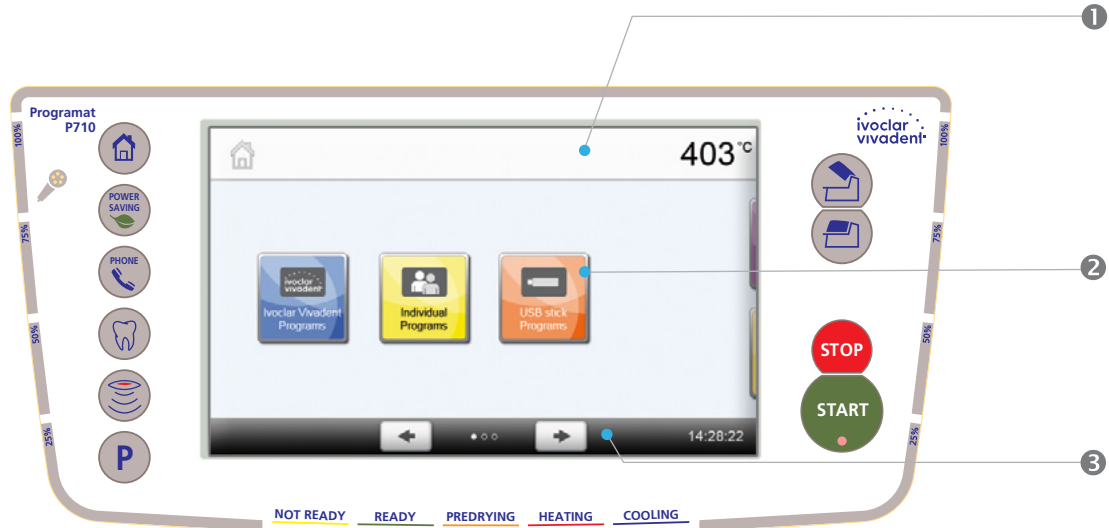 1
Programat
P710
ivoclar
vivadent
100%
75%
50%
25%
POWER
SAVING
PHONE
P
403 °C
ivoclar
vivadent
Ivoclar Vivadent
Programs
Individual
Programs
USB stick
Programs
14:28:22
2
STOP
START
3
100%
75%
50%
25%
NOT READY
READY
PREDRYING
HEATING
COOLING